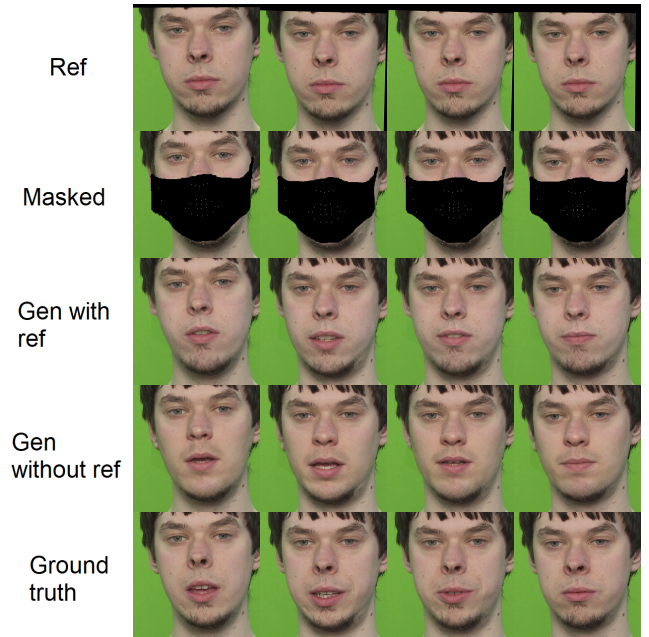 Ref
Masked
Gen with
ref
Gen
without ref
Ground
truth